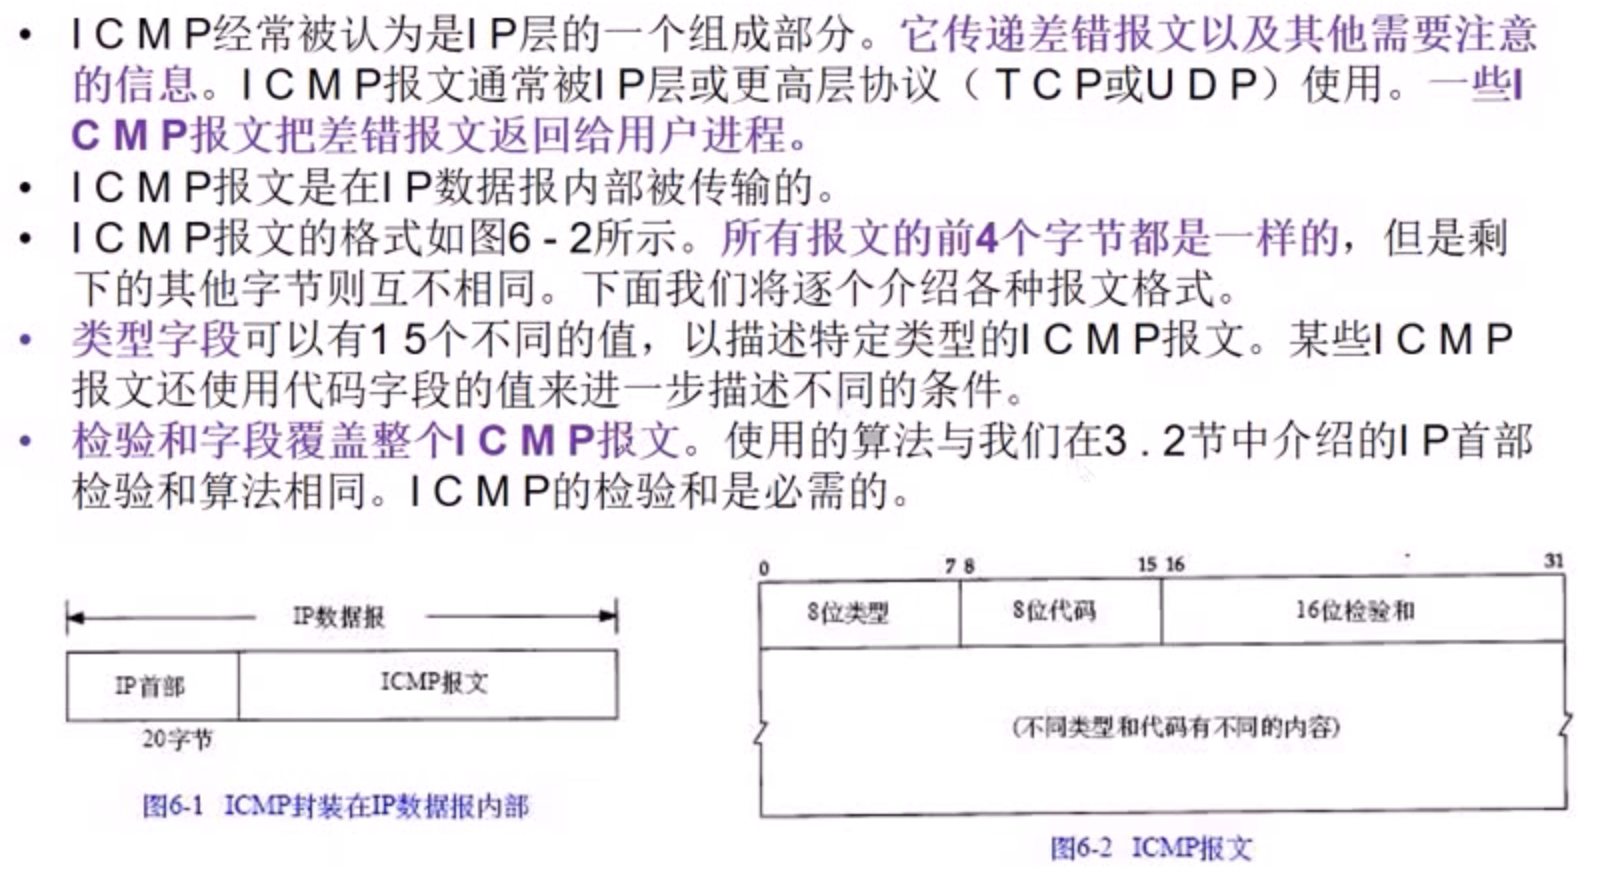 • ICMP经常被认为是IP层的一个组成部分。它传递差错报文以及其他需要注意
的信息。ICMP报文通常被IP层或更高层协议（TCP或UDP）使用。一些I
CMP报文把差错报文返回给用户进程。
• ICMP报文是在IP数据报内部被传输的。
• ICMP报文的格式如图6-2所示。所有报文的前4个字节都是一样的，但是剩
下的其他字节则互不相同。下面我们将逐个介绍各种报文格式。
• 类型字段可以有15个不同的值，以描述特定类型的ICMP报文。某些ICMP
报文还使用代码字段的值来进一步描述不同的条件。
• 检验和字段覆盖整个ICMP报文。使用的算法与我们在3.2节中介绍的IP首部
检验和算法相同。ICMP的检验和是必需的。
IP数据报
IP首部 ICMP报文
20字节
图6-1 ICMP封装在IP数据报内部
0 7 8 15 16 31
8位类型 8位代码 16位检验和
(不同类型和代码有不同的内容)
图6-2 ICMP报文